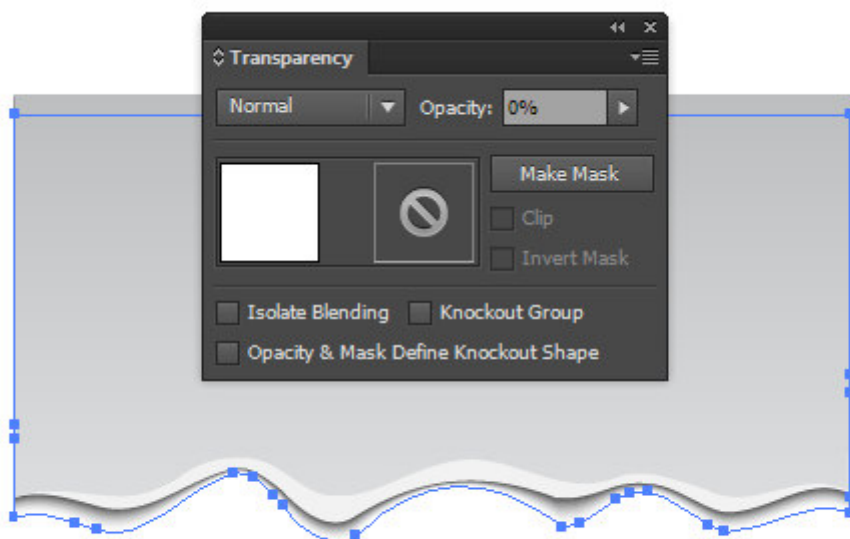 Transparency
Normal Opacity: 0%
Make Mask
Clip
Invert Mask
Isolate Blending Knockout Group
Opacity & Mask Define Knockout Shape